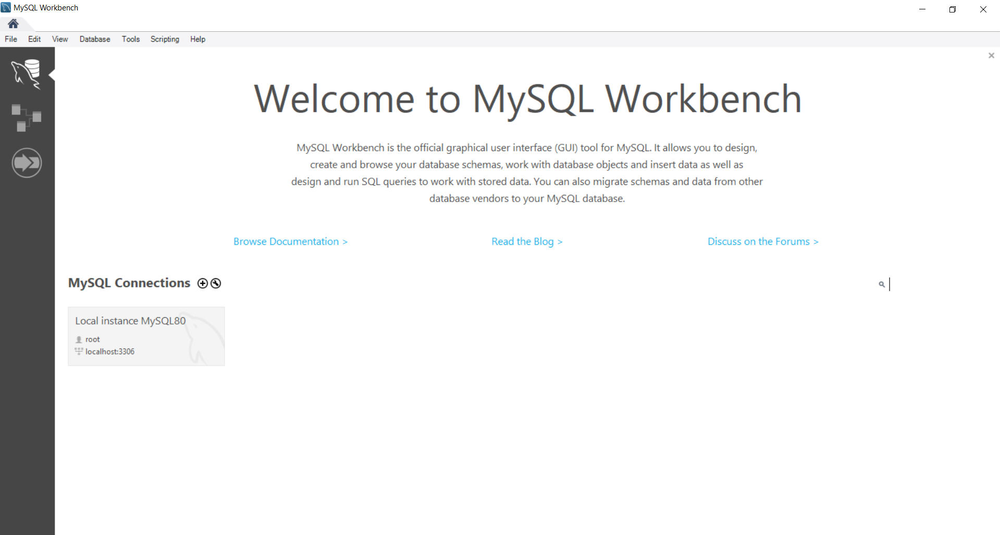 MySQL Workbench
File Edit View Database Tools Scripting Help
Welcome to MySQL Workbench
MySQL Workbench is the official graphical user interface (GUI) tool for MySQL. It allows you to design,
create and browse your database schemas, work with database objects and insert data as well as
design and run SQL queries to work with stored data. You can also migrate schemas and data from other
database vendors to your MySQL database.
Browse Documentation > Read the Blog > Discuss on the Forums >
MySQL Connections
Local instance MySQL80
root
localhost:3306